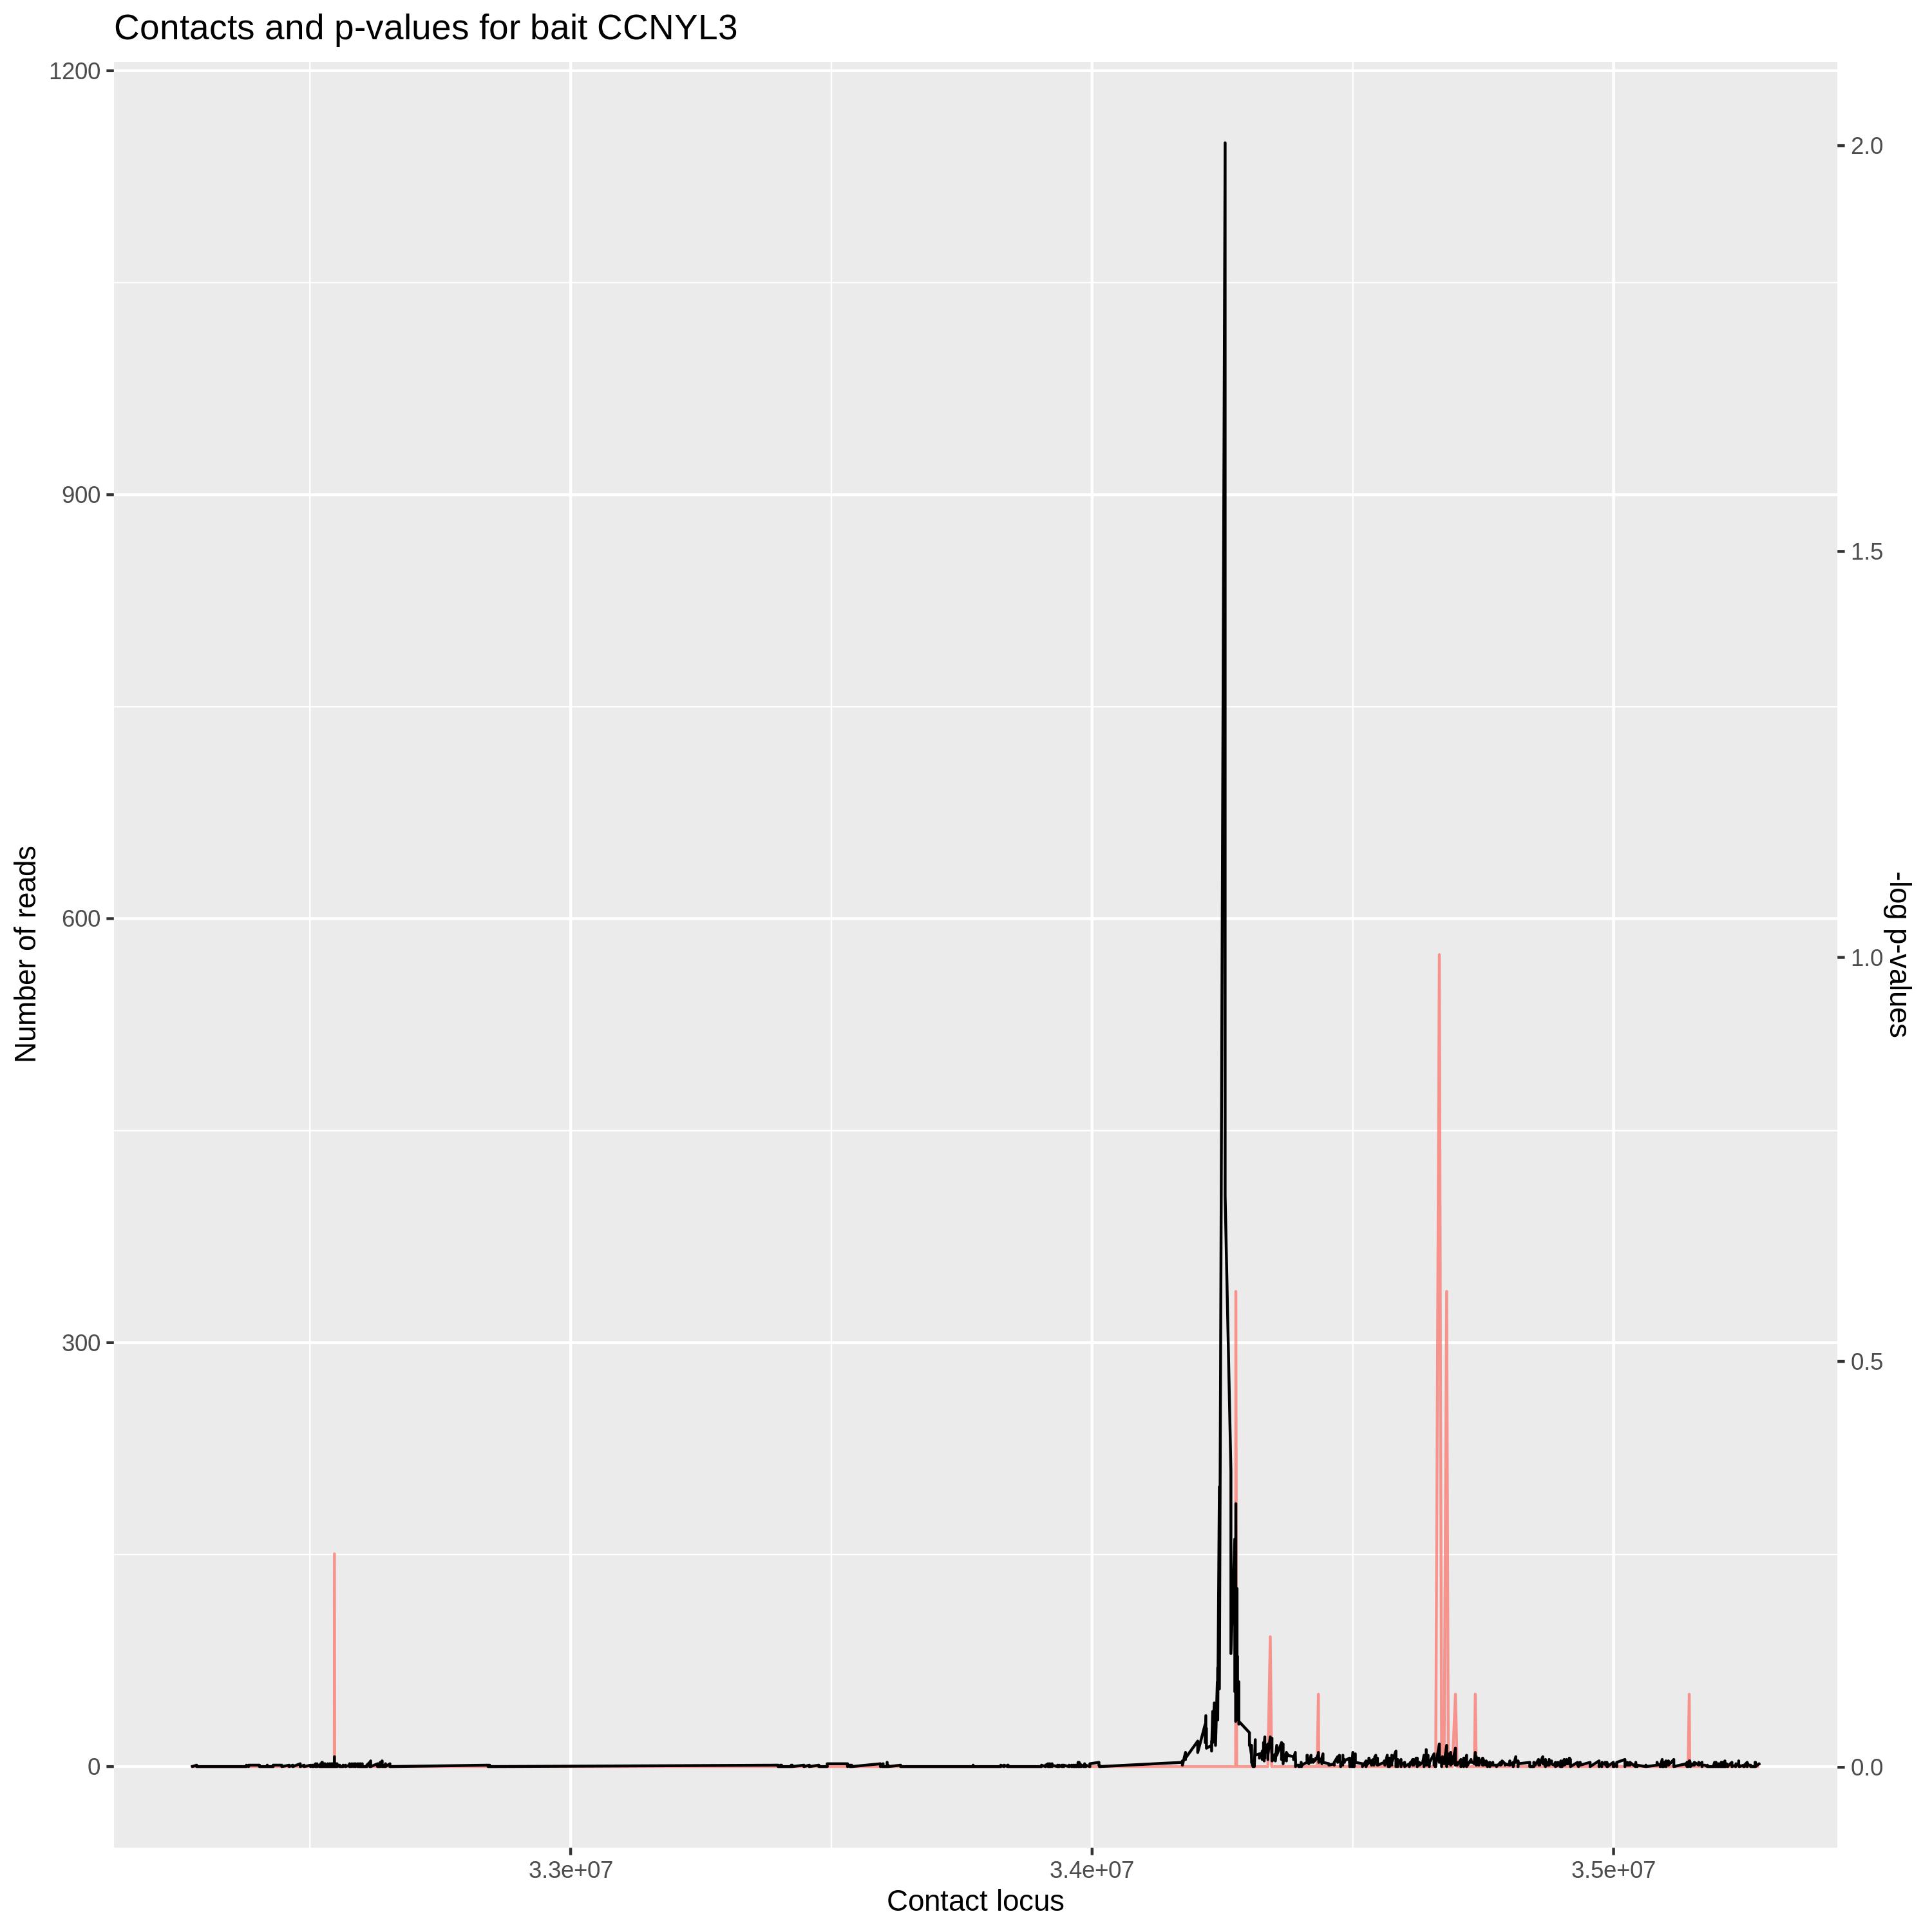 Contacts and p-values for bait CCNYL3
1200
900
600
300
0
Number of reads
2.0
1.5
1.0
0.5
0.0
-log p-values
3.3e+07 3.4e+07 3.5e+07
Contact locus